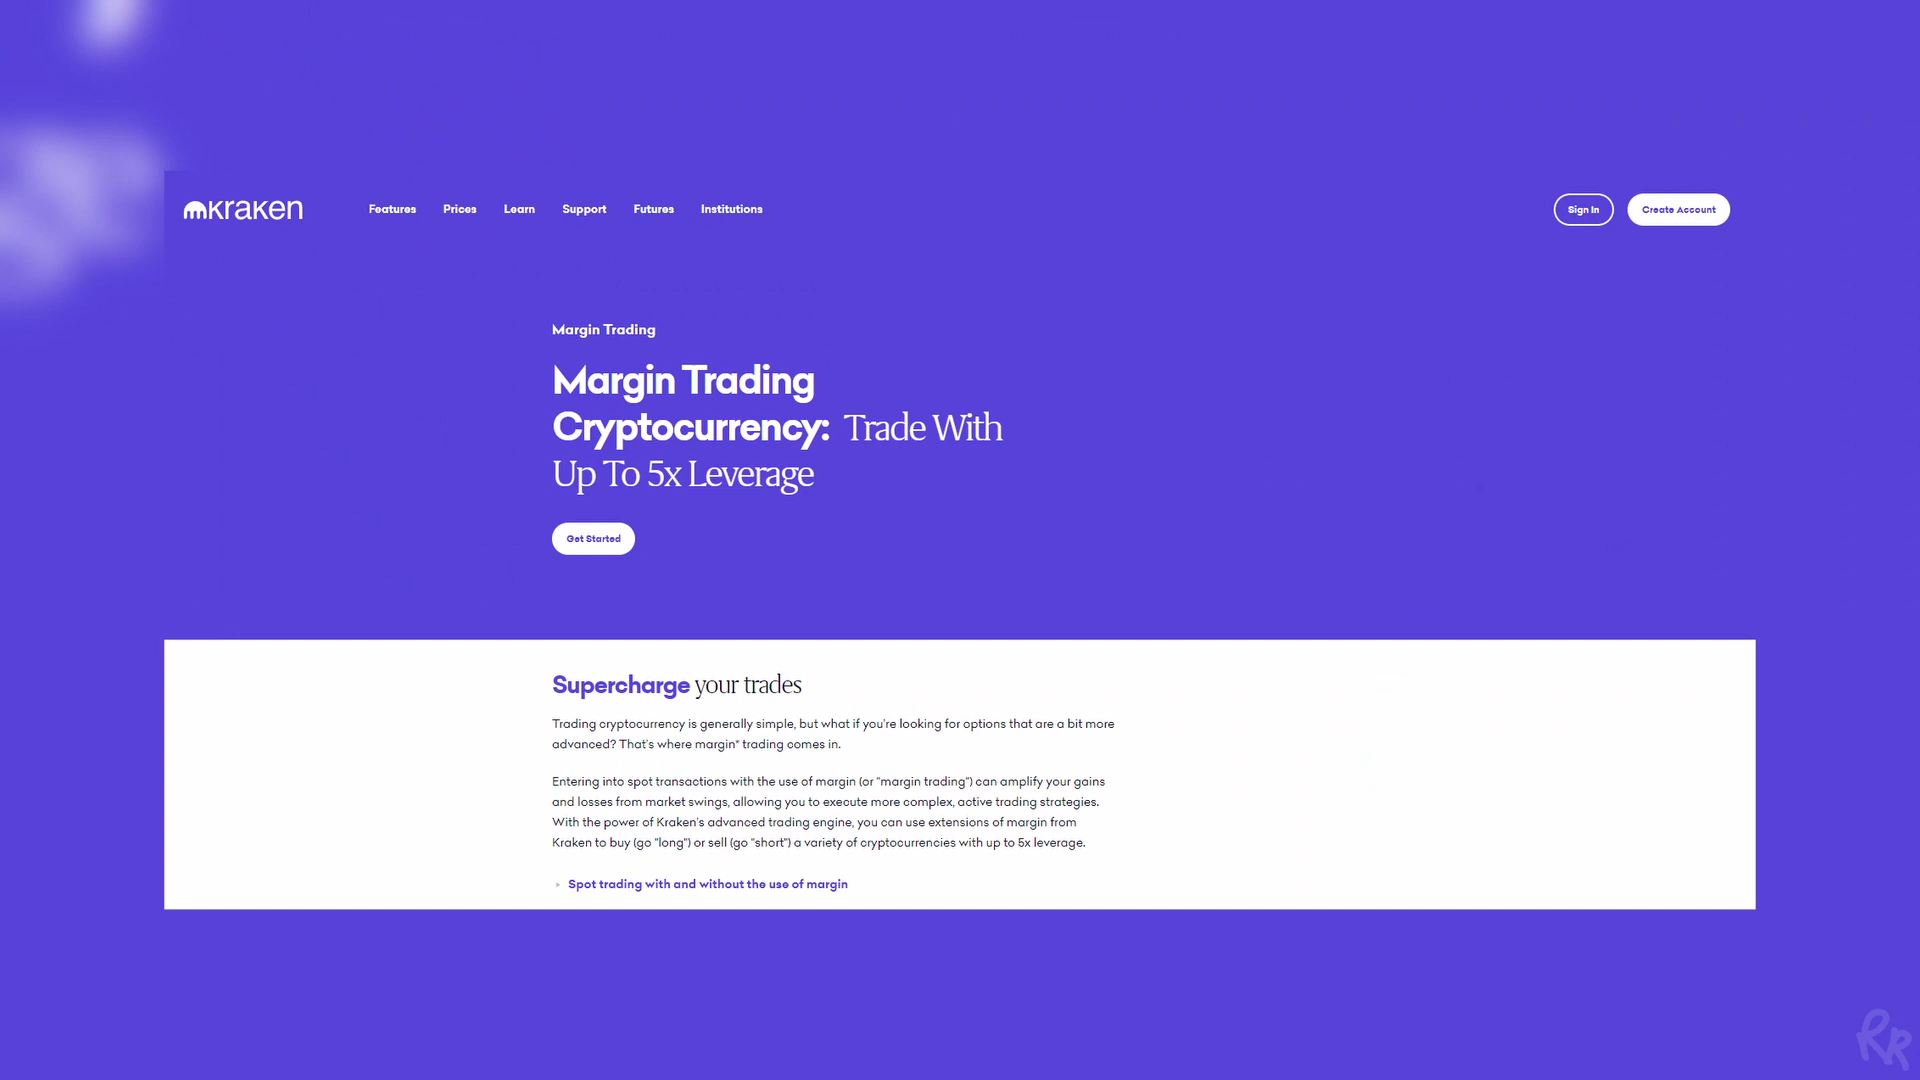 kraken
Features Prices Learn Support Futures Institutions
Sign In Create Account
Margin Trading
Margin Trading
Cryptocurrency: Trade With
Up To 5x Leverage
Get Started
Supercharge your trades
Trading cryptocurrency is generally simple, but what if you're looking for options that are a bit more
advanced? That's where margin* trading comes in.
Entering into spot transactions with the use of margin (or "margin trading") can amplify your gains
and losses from market swings, allowing you to execute more complex, active trading strategies.
With the power of Kraken's advanced trading engine, you can use extensions of margin from
Kraken to buy (go "long") or sell (go "short") a variety of cryptocurrencies with up to 5x leverage.
Spot trading with and without the use of margin
RR